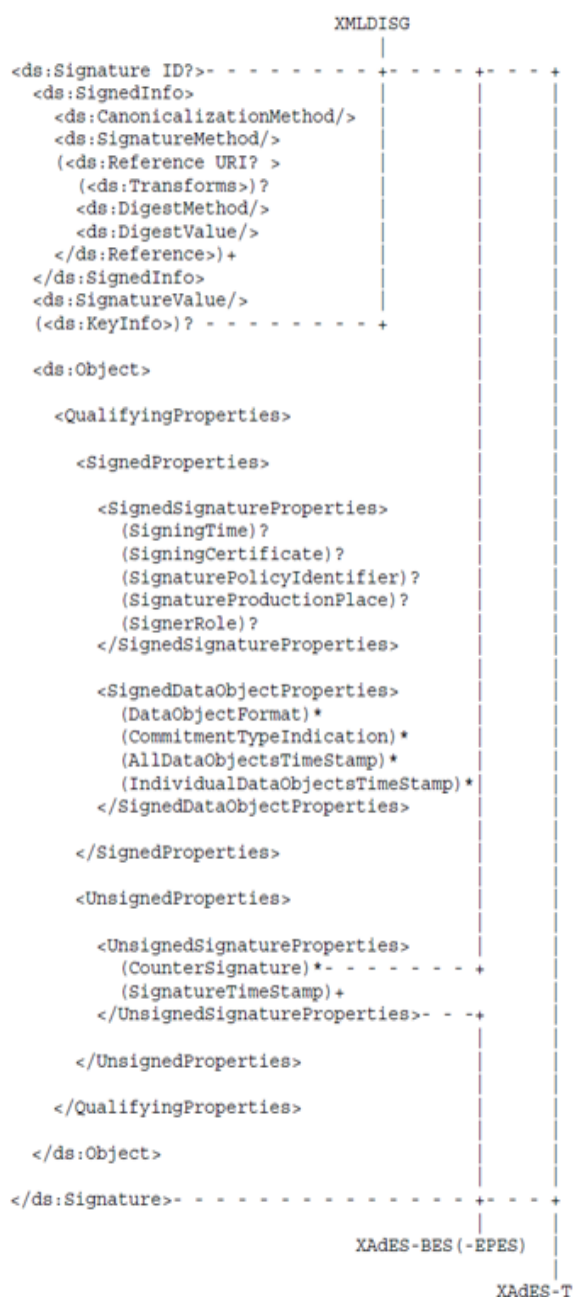 XMLDISG
|
<ds:Signature ID?>- - - - - - - - +- - - - +- - - +
<ds:SignedInfo> | | |
<ds:CanonicalizationMethod/> | | |
<ds:SignatureMethod/> | | |
(<ds:Reference URI? > | | |
(<ds:Transforms>)? | | |
<ds:DigestMethod/> | | |
<ds:DigestValue/> | | |
</ds:Reference>)+ | | |
</ds:SignedInfo> | | |
<ds:SignatureValue/> | | |
(<ds:KeyInfo>)? - - - - - - - - + | |
<ds:Object> | |
<QualifyingProperties> | |
<SignedProperties> | |
<SignedSignatureProperties> | |
(SigningTime)? | |
(SigningCertificate)? | |
(SignaturePolicyIdentifier)? | |
(SignatureProductionPlace)? | |
(SignerRole)? | |
</SignedSignatureProperties> | |
<SignedDataObjectProperties> | |
(DataObjectFormat)* | |
(CommitmentTypeIndication)* | |
(AllDataObjectsTimeStamp)* | |
(IndividualDataObjectsTimeStamp)*| |
</SignedDataObjectProperties> | |
</SignedProperties> | |
<UnsignedProperties> | |
<UnsignedSignatureProperties> | |
(CounterSignature)*- - - - - - - + |
(SignatureTimeStamp)+ |
</UnsignedSignatureProperties>- - -+ |
</UnsignedProperties> | |
</QualifyingProperties> | |
</ds:Object> | |
</ds:Signature>- - - - - - - - - - - - - - - +- - - +
XAdES-BES(-EPES) |
XAdES-T